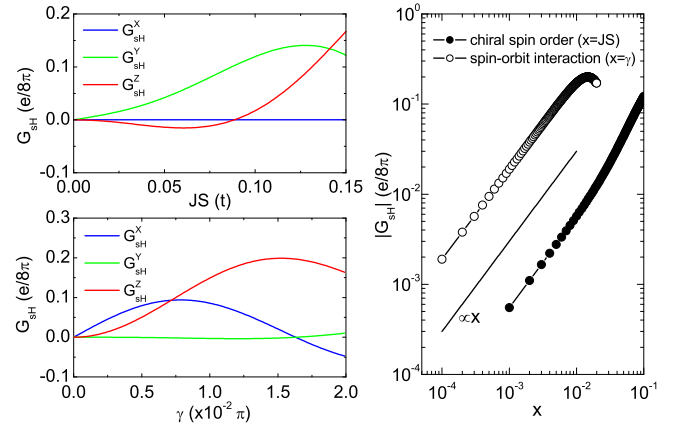 0.2
0.1
0.0
-0.1
G_sH (e/8π)
G_sH^X
G_sH^Y
G_sH^Z
0.00 0.05 0.10 0.15
JS (t)
0.3
0.2
0.1
0.0
-0.1
G_sH (e/8π)
G_sH^X
G_sH^Y
G_sH^Z
0.0 0.5 1.0 1.5 2.0
γ (x10^-2 π)
10^0
10^-1
10^-2
10^-3
10^-4
|G_sH| (e/8π)
chiral spin order (x=JS)
spin-orbit interaction (x=γ)
∝x
10^-4 10^-3 10^-2 10^-1
x